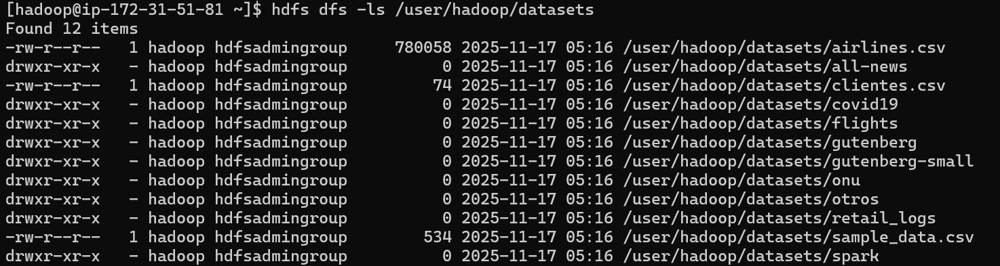 [hadoop@ip-172-31-51-81 ~]$ hdfs dfs -ls /user/hadoop/datasets
Found 12 items
-rw-r--r--   1 hadoop hdfsadmingroup     780058 2025-11-17 05:16 /user/hadoop/datasets/airlines.csv
drwxr-xr-x   - hadoop hdfsadmingroup          0 2025-11-17 05:16 /user/hadoop/datasets/all-news
-rw-r--r--   1 hadoop hdfsadmingroup         74 2025-11-17 05:16 /user/hadoop/datasets/clientes.csv
drwxr-xr-x   - hadoop hdfsadmingroup          0 2025-11-17 05:16 /user/hadoop/datasets/covid19
drwxr-xr-x   - hadoop hdfsadmingroup          0 2025-11-17 05:16 /user/hadoop/datasets/flights
drwxr-xr-x   - hadoop hdfsadmingroup          0 2025-11-17 05:16 /user/hadoop/datasets/gutenberg
drwxr-xr-x   - hadoop hdfsadmingroup          0 2025-11-17 05:16 /user/hadoop/datasets/gutenberg-small
drwxr-xr-x   - hadoop hdfsadmingroup          0 2025-11-17 05:16 /user/hadoop/datasets/onu
drwxr-xr-x   - hadoop hdfsadmingroup          0 2025-11-17 05:16 /user/hadoop/datasets/otros
drwxr-xr-x   - hadoop hdfsadmingroup          0 2025-11-17 05:16 /user/hadoop/datasets/retail_logs
-rw-r--r--   1 hadoop hdfsadmingroup        534 2025-11-17 05:16 /user/hadoop/datasets/sample_data.csv
drwxr-xr-x   - hadoop hdfsadmingroup          0 2025-11-17 05:16 /user/hadoop/datasets/spark